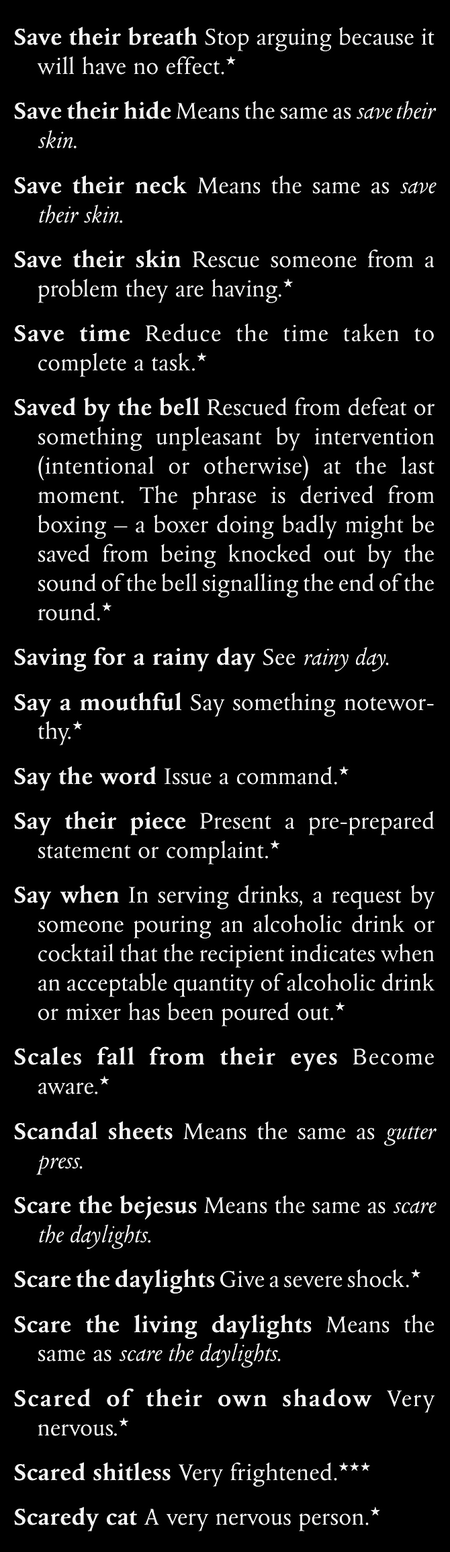 Save their breath Stop arguing because it
will have no effect.★
Save their hide Means the same as save their
skin.
Save their neck Means the same as save
their skin.
Save their skin Rescue someone from a
problem they are having.★
Save time Reduce the time taken to
complete a task.★
Saved by the bell Rescued from defeat or
something unpleasant by intervention
(intentional or otherwise) at the last
moment. The phrase is derived from
boxing – a boxer doing badly might be
saved from being knocked out by the
sound of the bell signalling the end of the
round.★
Saving for a rainy day See rainy day.
Say a mouthful Say something notewor-
thy.★
Say the word Issue a command.★
Say their piece Present a pre-prepared
statement or complaint.★
Say when In serving drinks, a request by
someone pouring an alcoholic drink or
cocktail that the recipient indicates when
an acceptable quantity of alcoholic drink
or mixer has been poured out.★
Scales fall from their eyes Become
aware.★
Scandal sheets Means the same as gutter
press.
Scare the bejesus Means the same as scare
the daylights.
Scare the daylights Give a severe shock.★
Scare the living daylights Means the
same as scare the daylights.
Scared of their own shadow Very
nervous.★
Scared shitless Very frightened.★★★
Scaredy cat A very nervous person.★